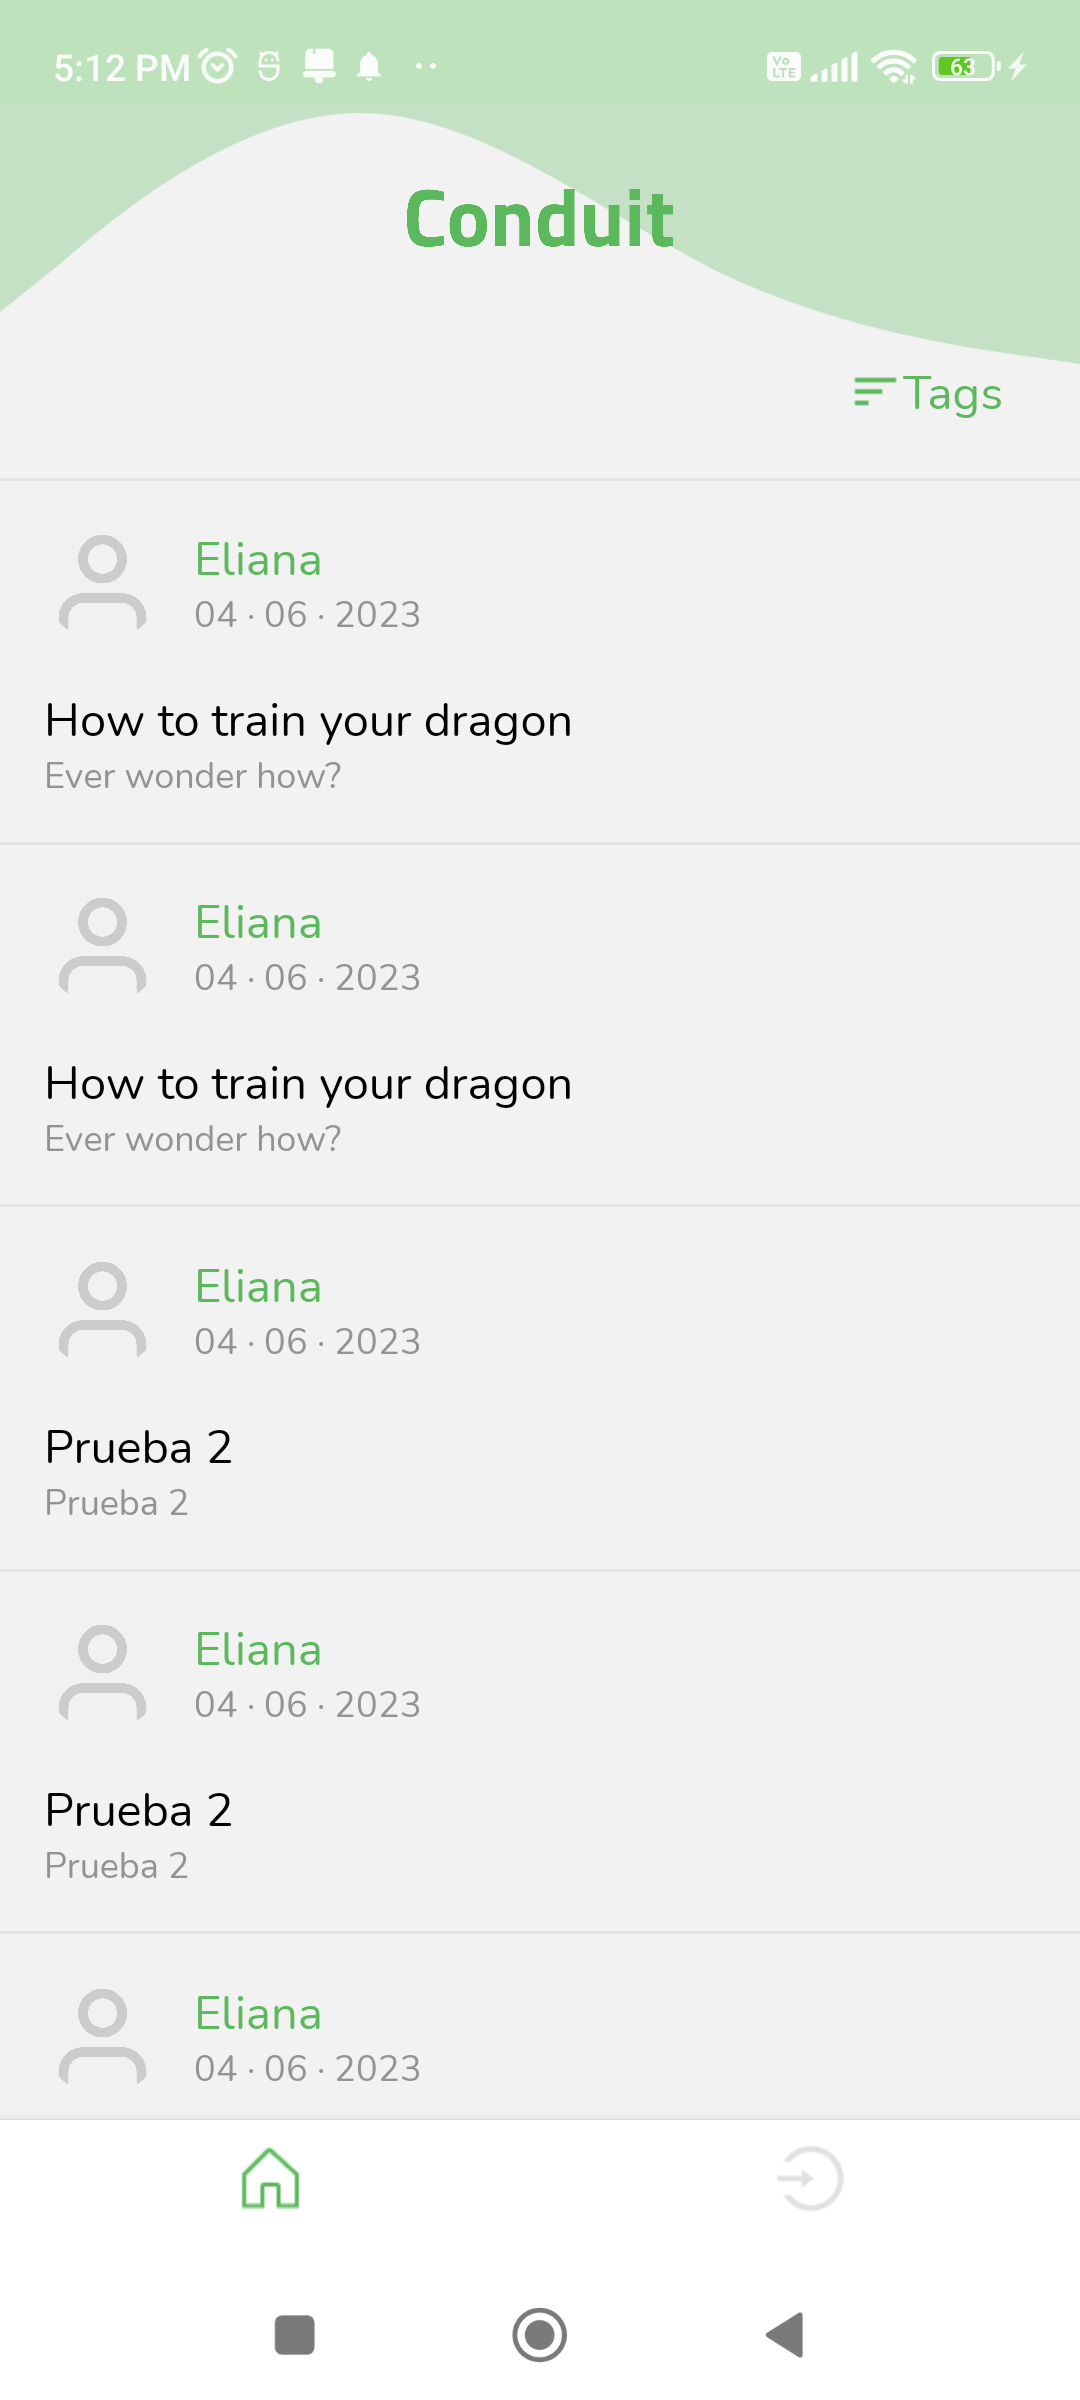 5:12 PM
Vo LTE
63
Conduit
Tags
Eliana
04 · 06 · 2023
How to train your dragon
Ever wonder how?
Eliana
04 · 06 · 2023
How to train your dragon
Ever wonder how?
Eliana
04 · 06 · 2023
Prueba 2
Prueba 2
Eliana
04 · 06 · 2023
Prueba 2
Prueba 2
Eliana
04 · 06 · 2023